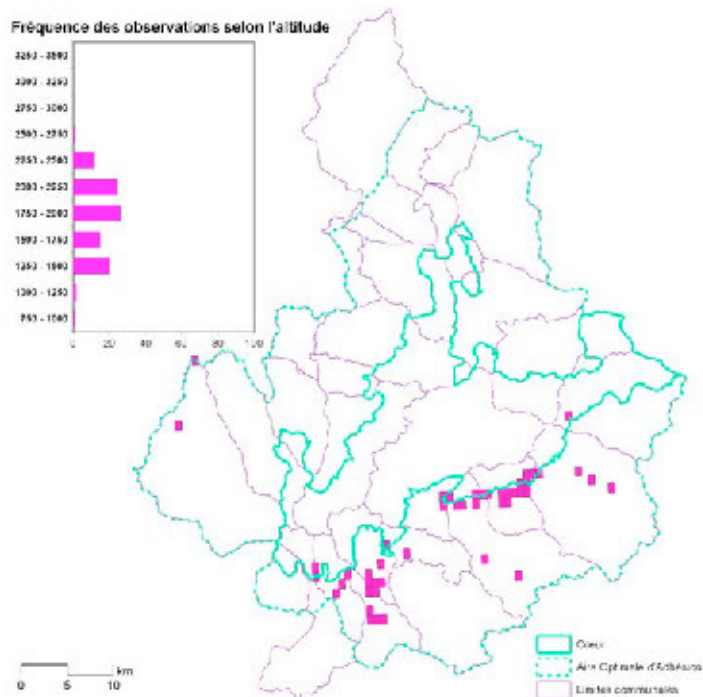 Fréquence des observations selon l'altitude
3250 - 3500
3000 - 3250
2750 - 3000
2500 - 2750
2250 - 2500
2000 - 2250
1750 - 2000
1500 - 1750
1250 - 1500
1000 - 1250
750 - 1000
0 20 40 60 80 100
Coeur
Aire Optimale d'Adhésion
Limites communales
0 5 10 km